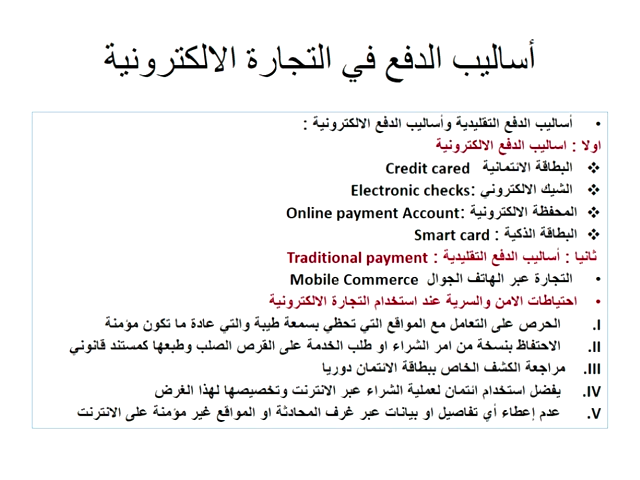 أساليب الدفع في التجارة الالكترونية
• أساليب الدفع التقليدية وأساليب الدفع الالكترونية :
اولا : اساليب الدفع الالكترونية
❖ البطاقة الائتمانية Credit cared
❖ الشيك الالكتروني :Electronic checks
❖ المحفظة الالكترونية :Online payment Account
❖ البطاقة الذكية : Smart card
ثانيا : أساليب الدفع التقليدية : Traditional payment
• التجارة عبر الهاتف الجوال Mobile Commerce
• احتياطات الامن والسرية عند استخدام التجارة الالكترونية
I. الحرص على التعامل مع المواقع التي تحظي بسمعة طيبة والتي عادة ما تكون مؤمنة
II. الاحتفاظ بنسخة من امر الشراء او طلب الخدمة على القرص الصلب وطبعها كمستند قانوني
III. مراجعة الكشف الخاص ببطاقة الائتمان دوريا
IV. يفضل استخدام ائتمان لعملية الشراء عبر الانترنت وتخصيصها لهذا الغرض
V. عدم إعطاء أي تفاصيل او بيانات عبر غرف المحادثة او المواقع غير مؤمنة على الانترنت